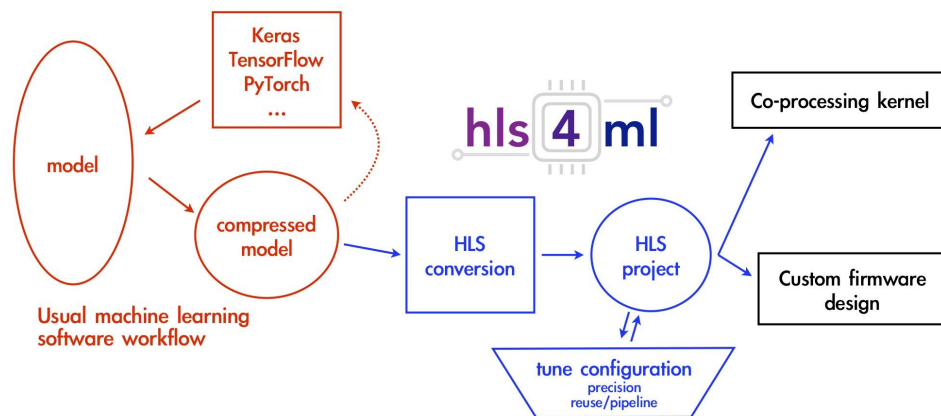 Keras
TensorFlow
PyTorch
...
model
compressed
model
Usual machine learning
software workflow
hls 4 ml
HLS
conversion
HLS
project
tune configuration
precision
reuse/pipeline
Co-processing kernel
Custom firmware
design